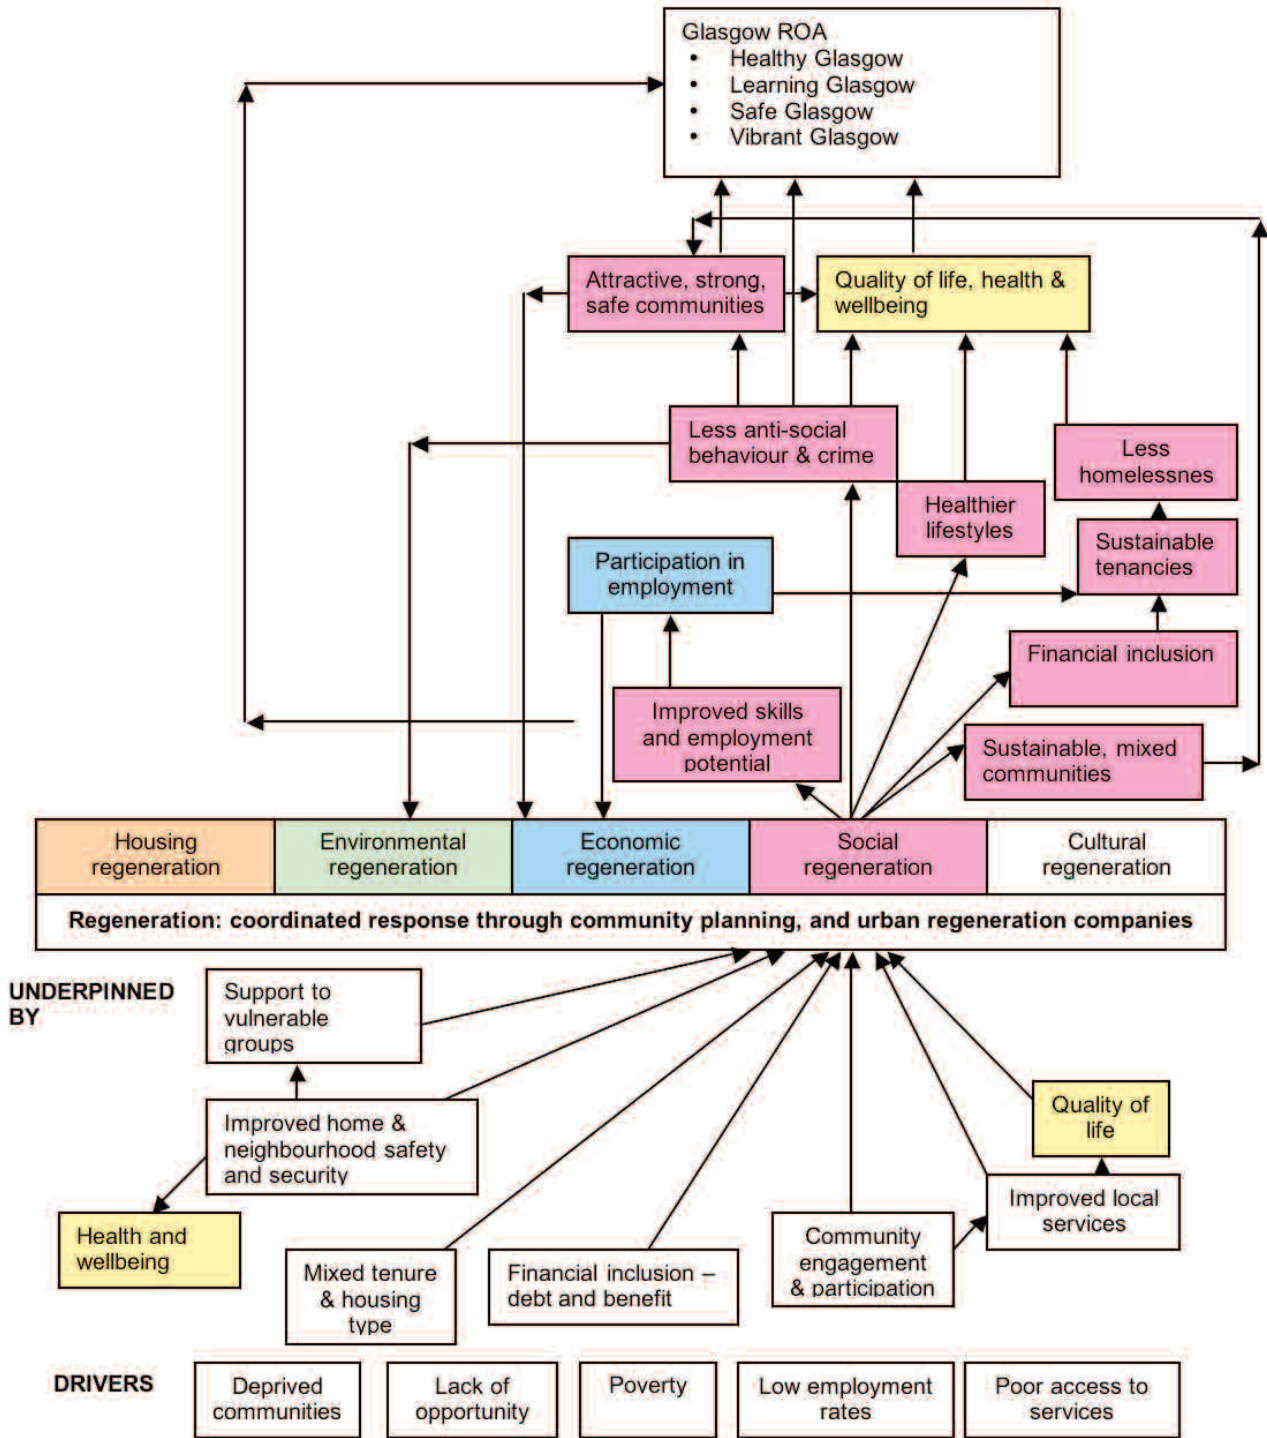 Glasgow ROA
• Healthy Glasgow
• Learning Glasgow
• Safe Glasgow
• Vibrant Glasgow
Attractive, strong,
safe communities
Quality of life, health &
wellbeing
Less anti-social
behaviour & crime
Less
homelessnes
Healthier
lifestyles
Sustainable
tenancies
Participation in
employment
Financial inclusion
Improved skills
and employment
potential
Sustainable, mixed
communities
Housing
regeneration
Environmental
regeneration
Economic
regeneration
Social
regeneration
Cultural
regeneration
Regeneration: coordinated response through community planning, and urban regeneration companies
UNDERPINNED
BY
Support to
vulnerable
groups
Improved home &
neighbourhood safety
and security
Quality of
life
Health and
wellbeing
Mixed tenure
& housing
type
Financial inclusion –
debt and benefit
Community
engagement
& participation
Improved local
services
DRIVERS
Deprived
communities
Lack of
opportunity
Poverty
Low employment
rates
Poor access to
services